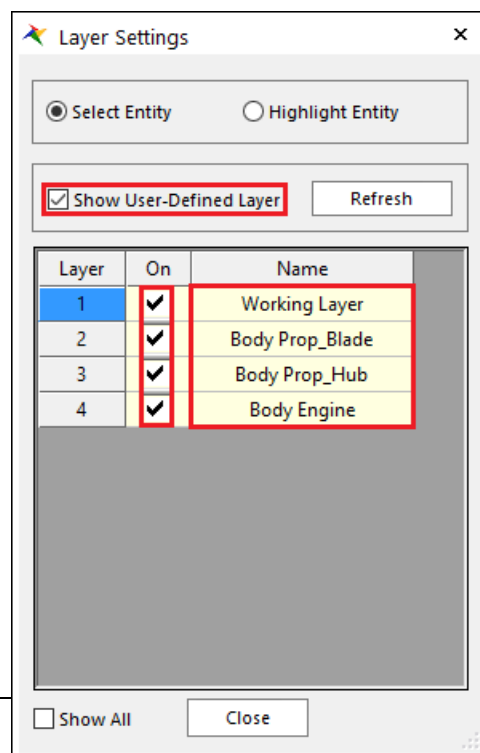 Layer Settings
Select Entity Highlight Entity
Show User-Defined Layer Refresh
Layer On Name
1 Working Layer
2 Body Prop_Blade
3 Body Prop_Hub
4 Body Engine
Show All Close